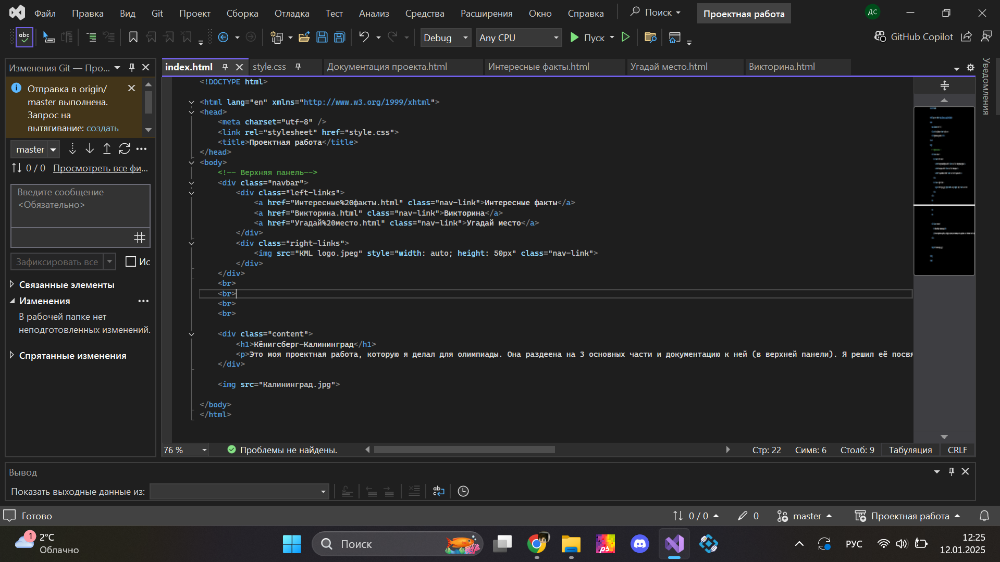 Файл Правка Вид Git Проект Сборка Отладка Тест Анализ Средства Расширения Окно Справка Поиск Проектная работа ДС
abc Debug Any CPU Пуск GitHub Copilot
Изменения Git — Про...
index.html style.css Документация проекта.html Интересные факты.html Угадай место.html Викторина.html
Уведомления
Отправка в origin/
master выполнена.
Запрос на
вытягивание: создать
master
0 / 0 Просмотреть все фи...
Введите сообщение
<Обязательно>
Зафиксировать все Ис
Связанные элементы
Изменения
В рабочей папке нет
неподготовленных изменений.
Спрятанные изменения
<!DOCTYPE html>
<html lang="en" xmlns="http://www.w3.org/1999/xhtml">
<head>
<meta charset="utf-8" />
<link rel="stylesheet" href="style.css">
<title>Проектная работа</title>
</head>
<body>
<!-- Верхняя панель-->
<div class="navbar">
<div class="left-links">
<a href="Интересные%20факты.html" class="nav-link">Интересные факты</a>
<a href="Викторина.html" class="nav-link">Викторина</a>
<a href="Угадай%20место.html" class="nav-link">Угадай место</a>
</div>
<div class="right-links">
<img src="KML logo.jpeg" style="width: auto; height: 50px" class="nav-link">
</div>
</div>
<br>
<br>
<br>
<br>
<div class="content">
<h1>Кёнигсберг-Калининград</h1>
<p>Это моя проектная работа, которую я делал для олимпиады. Она раздеена на 3 основных части и документацию к ней (в верхней панели). Я решил её посвя
</div>
<img src="Калининград.jpg">
</body>
</html>
76 % Проблемы не найдены. Стр: 22 Симв: 6 Столб: 9 Табуляция CRLF
Вывод
Показать выходные данные из:
Готово 0 / 0 0 master Проектная работа
1 2°C
Облачно
Поиск
ps
РУС
12:25
12.01.2025